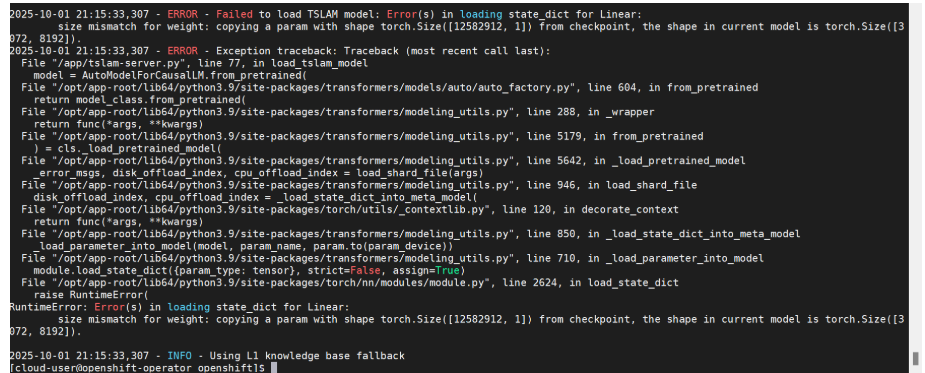 2025-10-01 21:15:33,307 - ERROR - Failed to load TSLAM model: Error(s) in loading state_dict for Linear:
        size mismatch for weight: copying a param with shape torch.Size([12582912, 1]) from checkpoint, the shape in current model is torch.Size([3
072, 8192]).
2025-10-01 21:15:33,307 - ERROR - Exception traceback: Traceback (most recent call last):
  File "/app/tslam-server.py", line 77, in load_tslam_model
    model = AutoModelForCausalLM.from_pretrained(
  File "/opt/app-root/lib64/python3.9/site-packages/transformers/models/auto/auto_factory.py", line 604, in from_pretrained
    return model_class.from_pretrained(
  File "/opt/app-root/lib64/python3.9/site-packages/transformers/modeling_utils.py", line 288, in _wrapper
    return func(*args, **kwargs)
  File "/opt/app-root/lib64/python3.9/site-packages/transformers/modeling_utils.py", line 5179, in from_pretrained
    ) = cls._load_pretrained_model(
  File "/opt/app-root/lib64/python3.9/site-packages/transformers/modeling_utils.py", line 5642, in _load_pretrained_model
    _error_msgs, disk_offload_index, cpu_offload_index = load_shard_file(args)
  File "/opt/app-root/lib64/python3.9/site-packages/transformers/modeling_utils.py", line 946, in load_shard_file
    disk_offload_index, cpu_offload_index = _load_state_dict_into_meta_model(
  File "/opt/app-root/lib64/python3.9/site-packages/torch/utils/_contextlib.py", line 120, in decorate_context
    return func(*args, **kwargs)
  File "/opt/app-root/lib64/python3.9/site-packages/transformers/modeling_utils.py", line 850, in _load_state_dict_into_meta_model
    _load_parameter_into_model(model, param_name, param.to(param_device))
  File "/opt/app-root/lib64/python3.9/site-packages/transformers/modeling_utils.py", line 710, in _load_parameter_into_model
    module.load_state_dict({param_type: tensor}, strict=False, assign=True)
  File "/opt/app-root/lib64/python3.9/site-packages/torch/nn/modules/module.py", line 2624, in load_state_dict
    raise RuntimeError(
RuntimeError: Error(s) in loading state_dict for Linear:
        size mismatch for weight: copying a param with shape torch.Size([12582912, 1]) from checkpoint, the shape in current model is torch.Size([3
072, 8192]).
2025-10-01 21:15:33,307 - INFO - Using L1 knowledge base fallback
[cloud-user@openshift-operator openshift]$